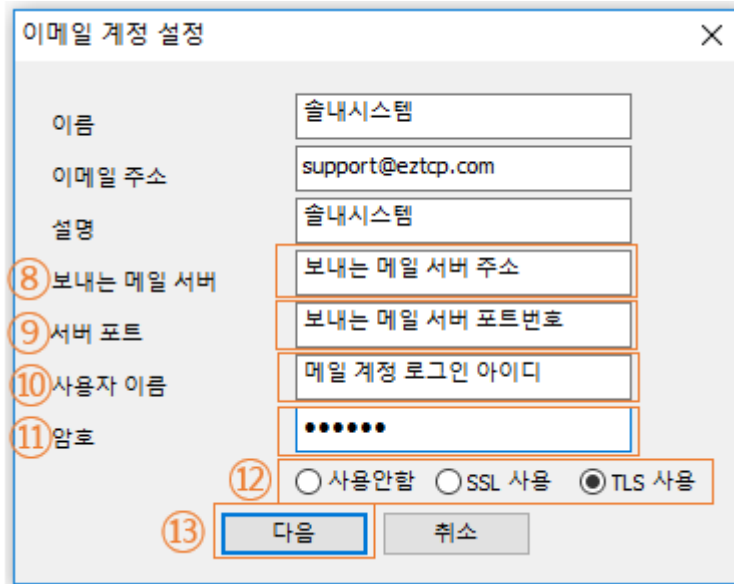 이메일 계정 설정
이름 솔내시스템
이메일 주소 support@eztcp.com
설명 솔내시스템
⑧ 보내는 메일 서버 보내는 메일 서버 주소
⑨ 서버 포트 보내는 메일 서버 포트번호
⑩ 사용자 이름 메일 계정 로그인 아이디
⑪ 암호 ●●●●●●
⑫ 사용안함 SSL 사용 TLS 사용
⑬ 다음 취소